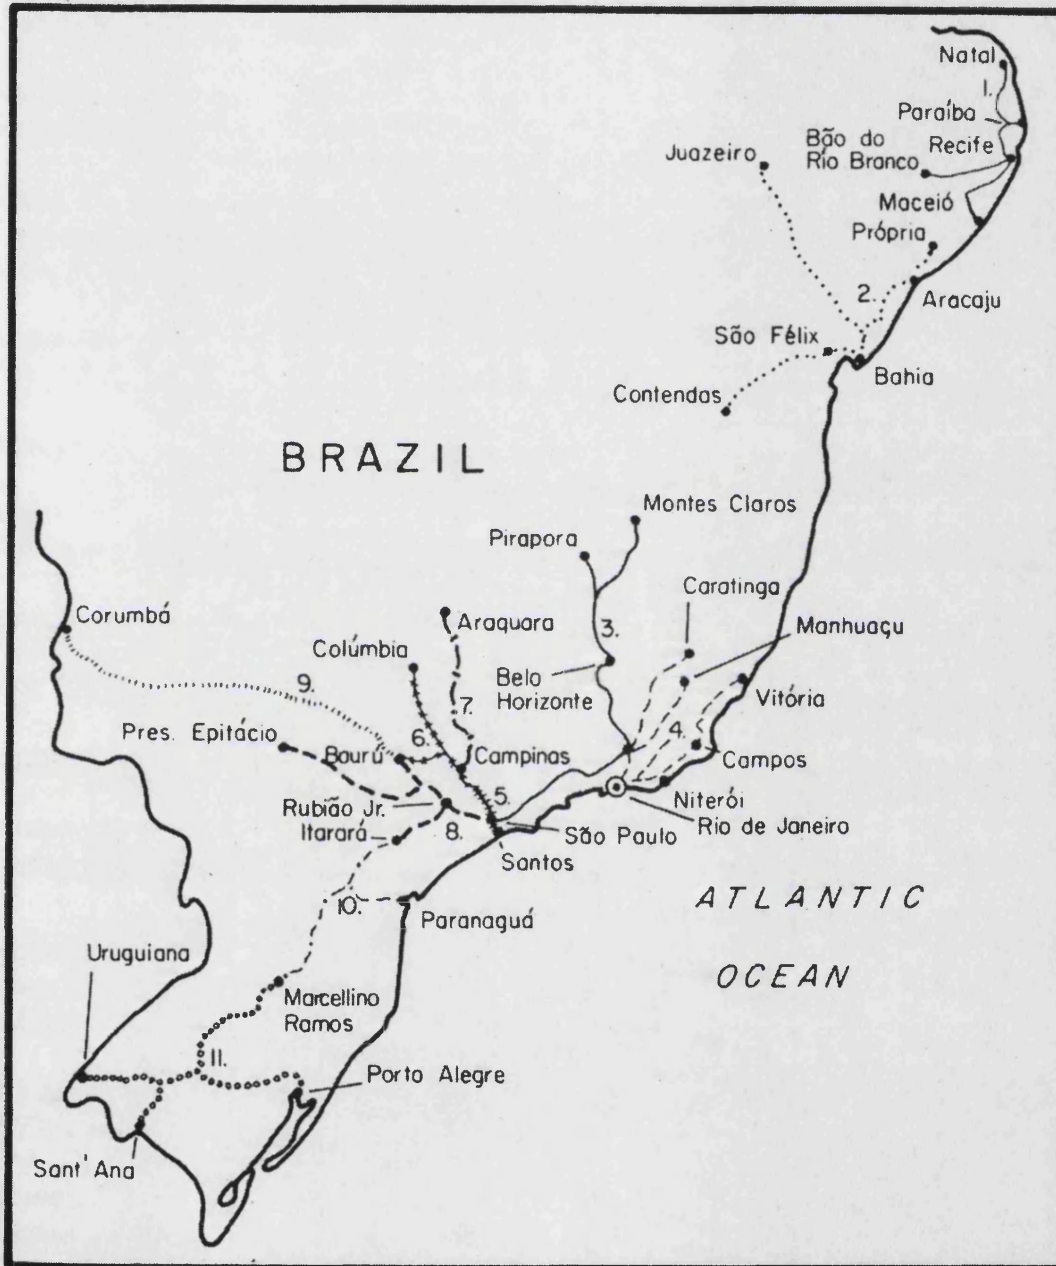 Natal
1.
Paraíba
Recife
Bão do
Río Branco
Juazeiro
Maceió
Própria
2.
Aracaju
São Félix
Bahia
Contendas
BRAZIL
Montes Claros
Pirapora
Caratinga
Corumbá
Araquara
3.
Manhuaçu
Colúmbia
Belo
Horizonte
9.
7.
Vitória
4.
Pres. Epitácio
6.
Baurú
Campinas
Campos
5.
Niterói
Rubião Jr.
Rio de Janeiro
Itarará
8.
São Paulo
Santos
10.
Paranaguá
ATLANTIC
OCEAN
Uruguiana
Marcellino
Ramos
11.
Porto Alegre
Sant'Ana